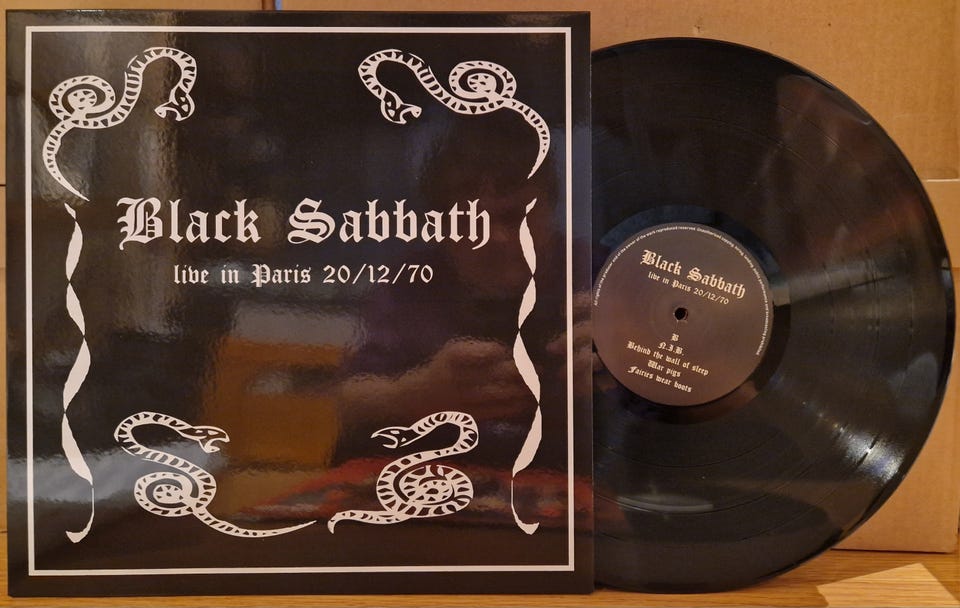 Black Sabbath
live in Paris 20/12/70
Black Sabbath
live in Paris 20/12/70
B
N.I.B.
Behind the wall of sleep
War pigs
Fairies wear boots